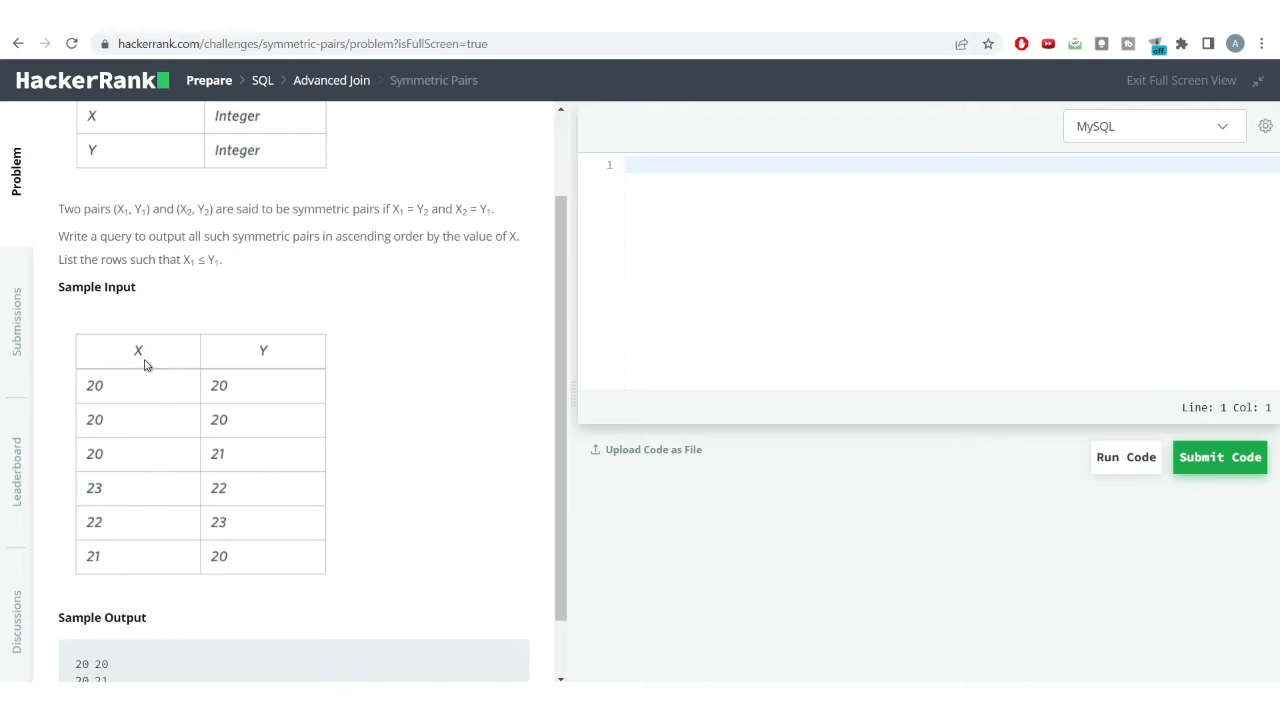 hackerrank.com/challenges/symmetric-pairs/problem?isFullScreen=true
off
A
HackerRank
Prepare > SQL > Advanced Join > Symmetric Pairs
Exit Full Screen View
Problem
Submissions
Leaderboard
Discussions
X Integer
Y Integer
Two pairs (X₁, Y₁) and (X₂, Y₂) are said to be symmetric pairs if X₁ = Y₂ and X₂ = Y₁.
Write a query to output all such symmetric pairs in ascending order by the value of X.
List the rows such that X₁ ≤ Y₁.
Sample Input
X Y
20 20
20 20
20 21
23 22
22 23
21 20
Sample Output
20 20
20 21
MySQL
1
Line: 1 Col: 1
Upload Code as File
Run Code
Submit Code